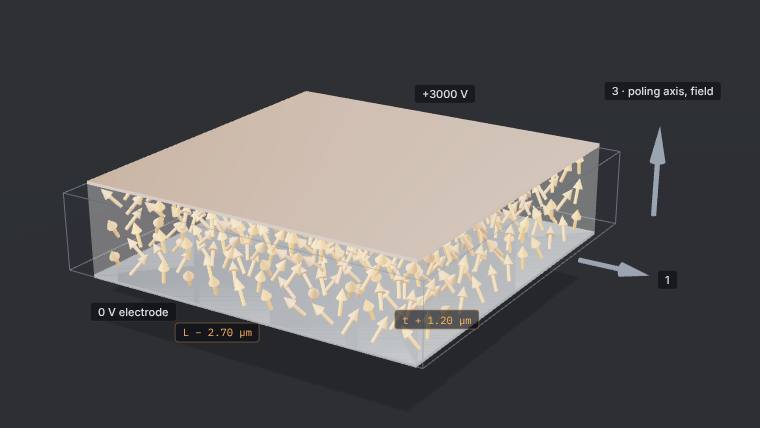 +3000 V
3 · poling axis, field
1
0 V electrode
L − 2.70 µm
t + 1.20 µm